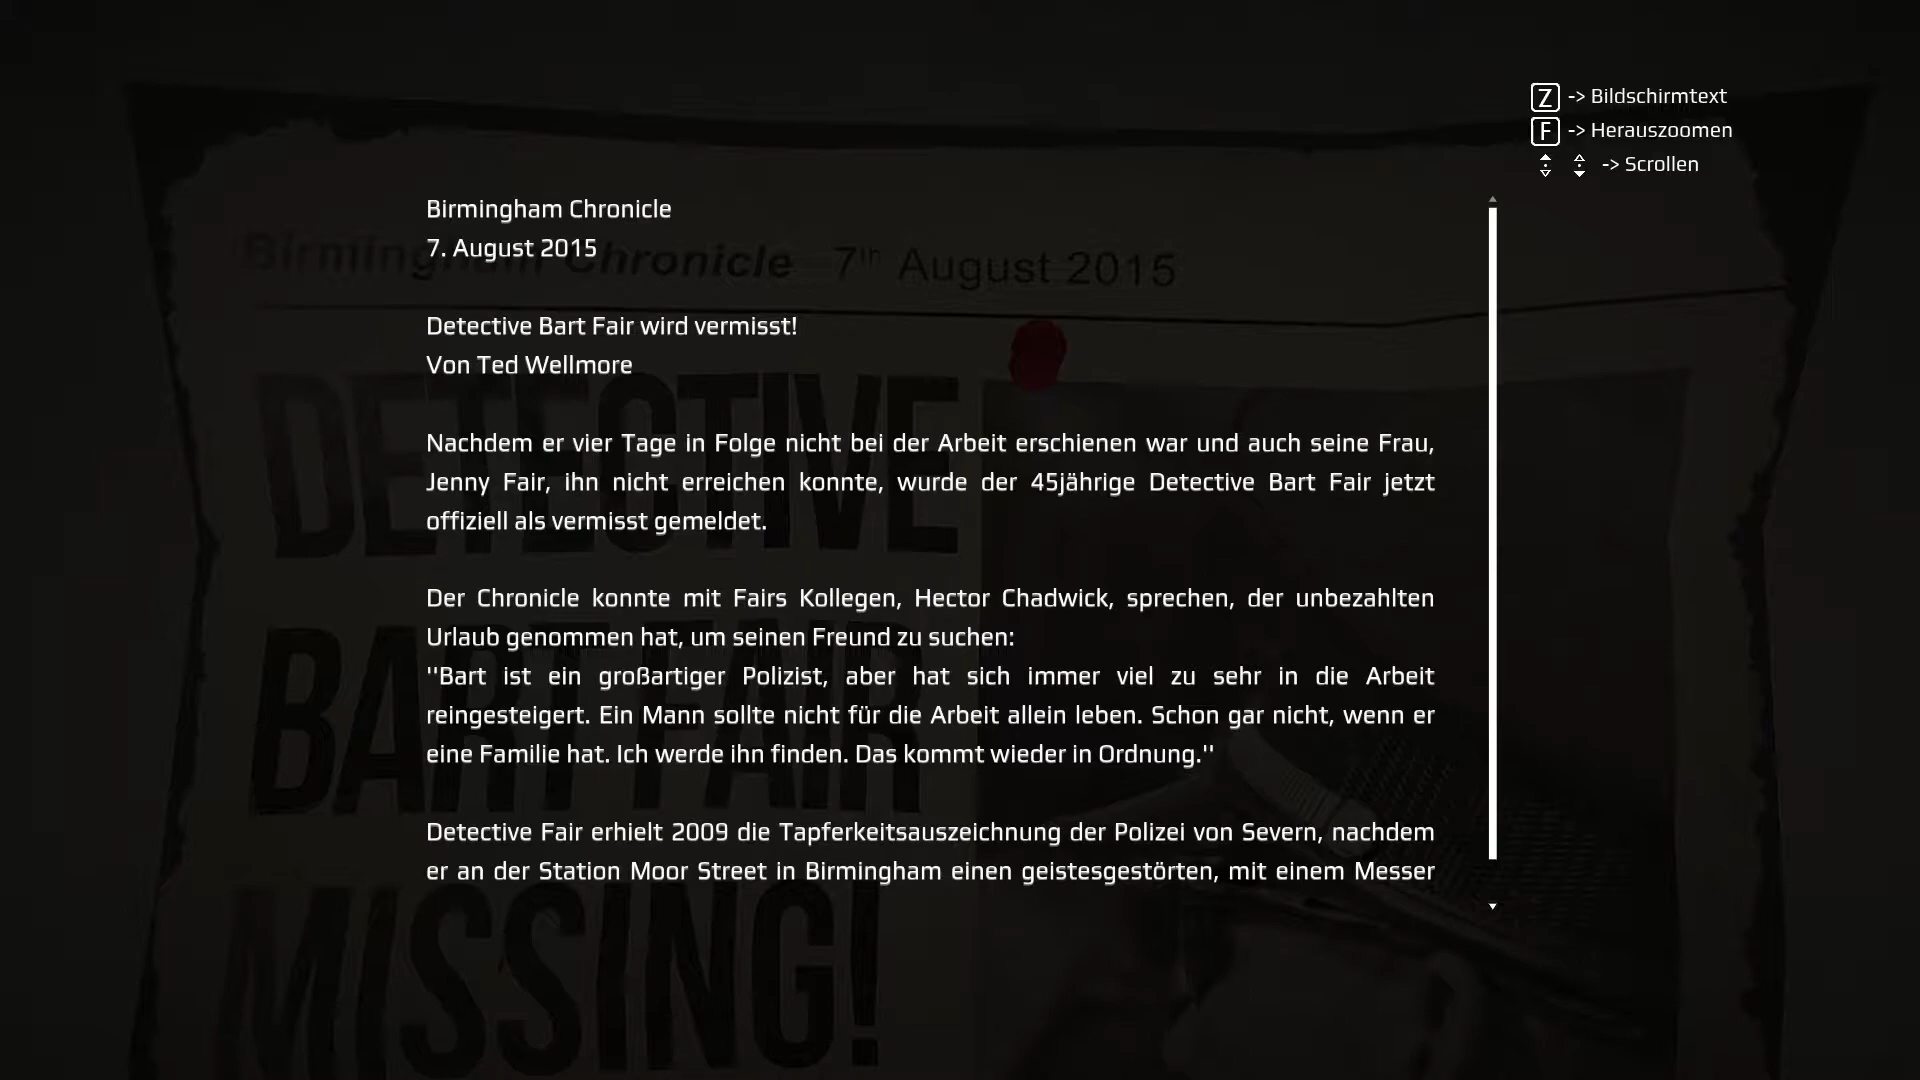 Z -> Bildschirmtext
F -> Herauszoomen
-> Scrollen
Birmingham Chronicle
7. August 2015
Birmingham Chronicle 7th August 2015
Detective Bart Fair wird vermisst!
Von Ted Wellmore
Nachdem er vier Tage in Folge nicht bei der Arbeit erschienen war und auch seine Frau,
Jenny Fair, ihn nicht erreichen konnte, wurde der 45jährige Detective Bart Fair jetzt
offiziell als vermisst gemeldet.
Der Chronicle konnte mit Fairs Kollegen, Hector Chadwick, sprechen, der unbezahlten
Urlaub genommen hat, um seinen Freund zu suchen:
''Bart ist ein großartiger Polizist, aber hat sich immer viel zu sehr in die Arbeit
reingesteigert. Ein Mann sollte nicht für die Arbeit allein leben. Schon gar nicht, wenn er
eine Familie hat. Ich werde ihn finden. Das kommt wieder in Ordnung.''
Detective Fair erhielt 2009 die Tapferkeitsauszeichnung der Polizei von Severn, nachdem
er an der Station Moor Street in Birmingham einen geistesgestörten, mit einem Messer
DETECTIVE
BART FAIR
MISSING!